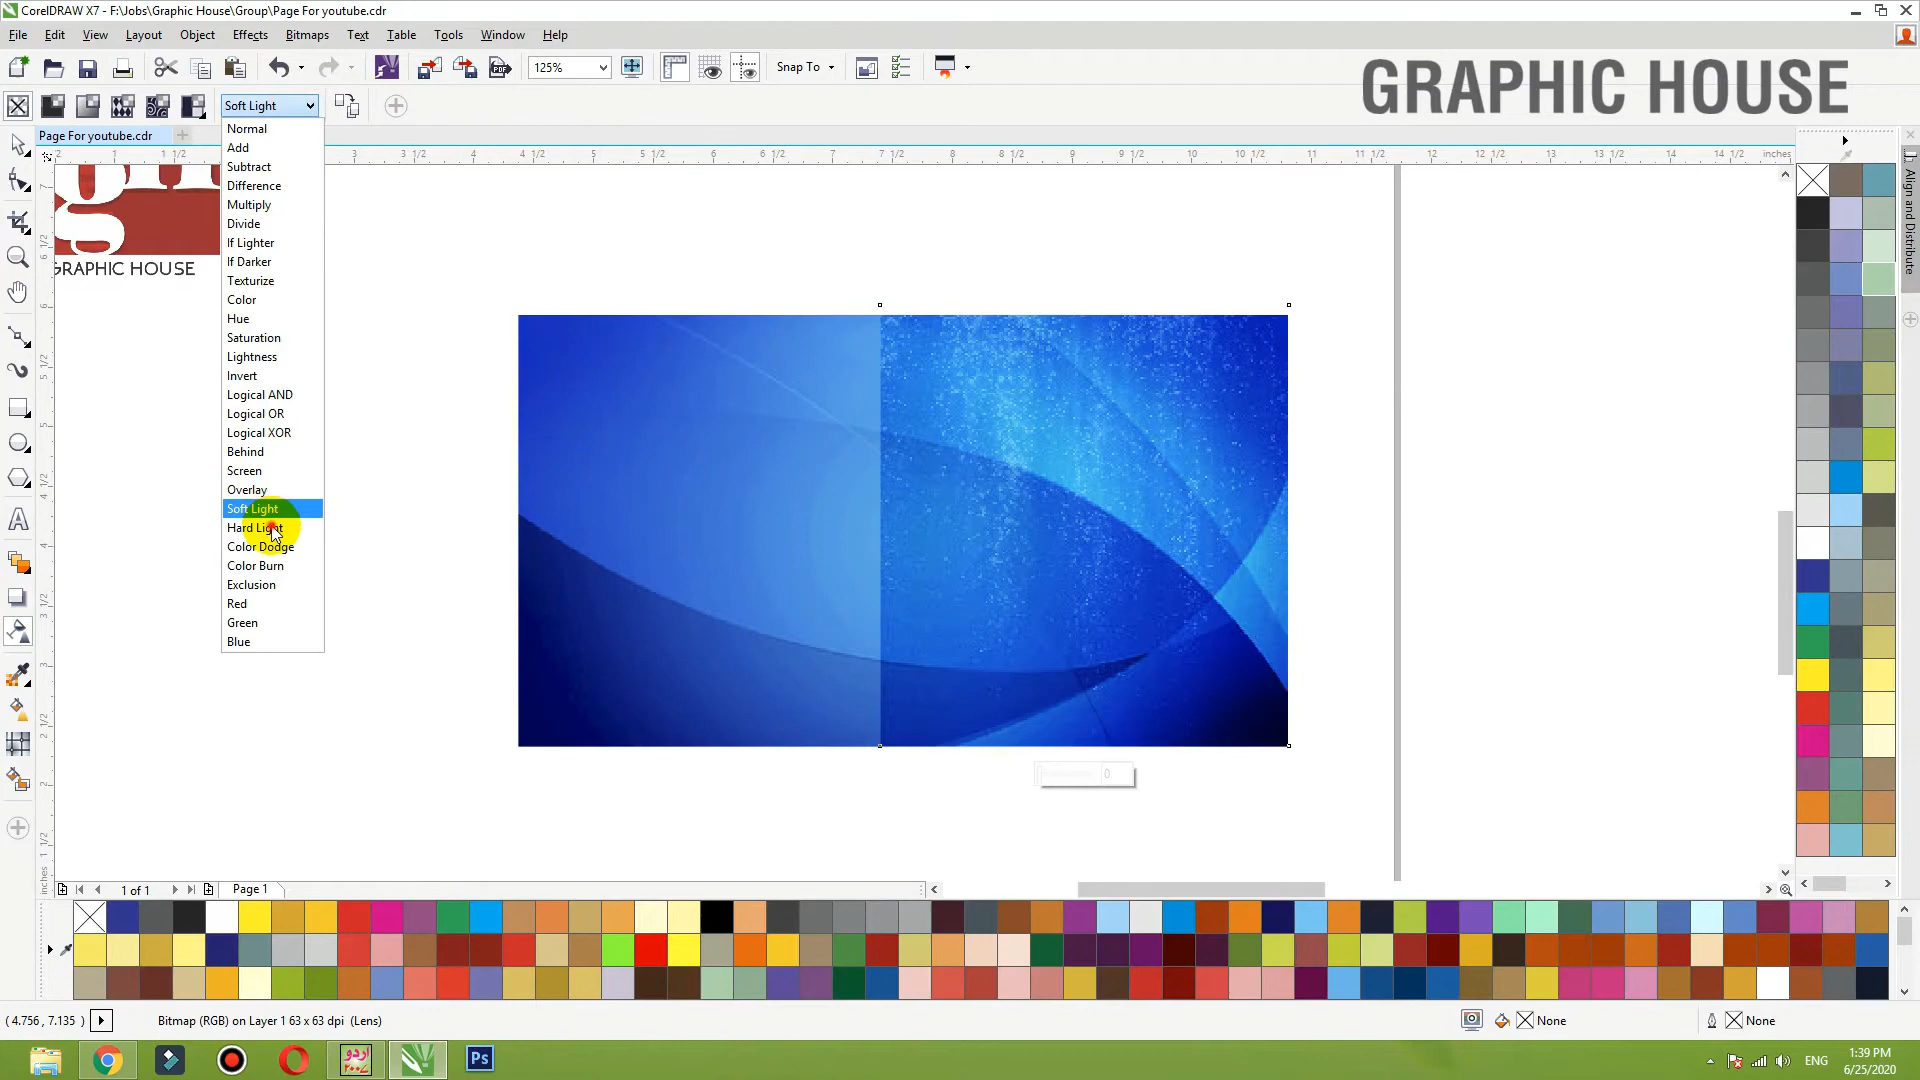 CorelDRAW X7 - F:\Jobs\Graphic House\Group\Page For youtube.cdr
File Edit View Layout Object Effects Bitmaps Text Table Tools Window Help
125% Snap To
GRAPHIC HOUSE
Soft Light
Page For youtube.cdr
Normal
Add
Subtract
Difference
Multiply
Divide
If Lighter
If Darker
Texturize
Color
Hue
Saturation
Lightness
Invert
Logical AND
Logical OR
Logical XOR
Behind
Screen
Overlay
Soft Light
Hard Light
Color Dodge
Color Burn
Exclusion
Red
Green
Blue
GRAPHIC HOUSE
Align and Distribute
0
1 of 1 Page 1
( 4.756 , 7.135 ) Bitmap (RGB) on Layer 1 63 x 63 dpi (Lens) None None
Ps ENG 1:39 PM
6/25/2020